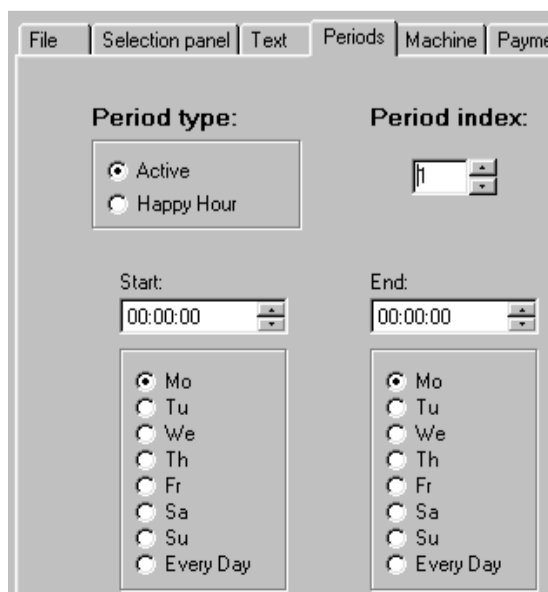 File Selection panel Text Periods Machine Payme
Period type: Period index:
Active
Happy Hour
1
Start: End:
00:00:00 00:00:00
Mo Mo
Tu Tu
We We
Th Th
Fr Fr
Sa Sa
Su Su
Every Day Every Day